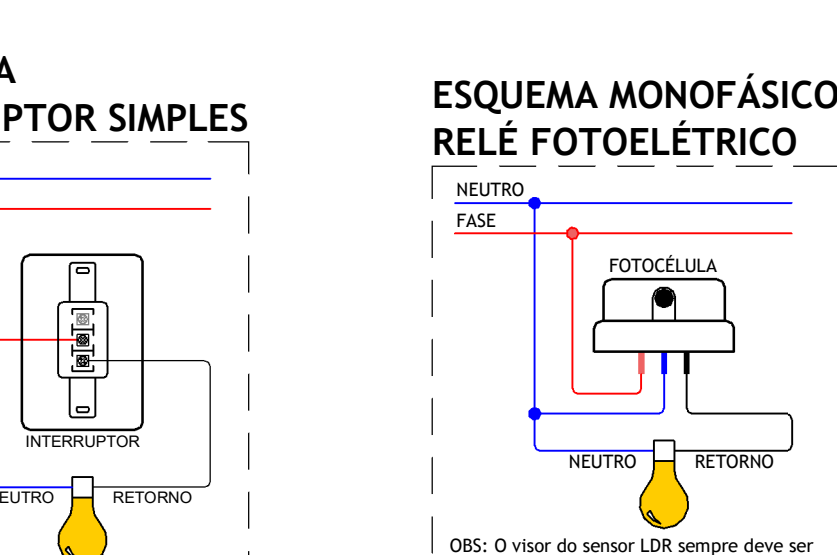 A
PTOR SIMPLES
INTERRUPTOR
EUTRO
RETORNO
ESQUEMA MONOFÁSICO
RELÉ FOTOELÉTRICO
NEUTRO
FASE
FOTOCÉLULA
NEUTRO
RETORNO
OBS: O visor do sensor LDR sempre deve ser